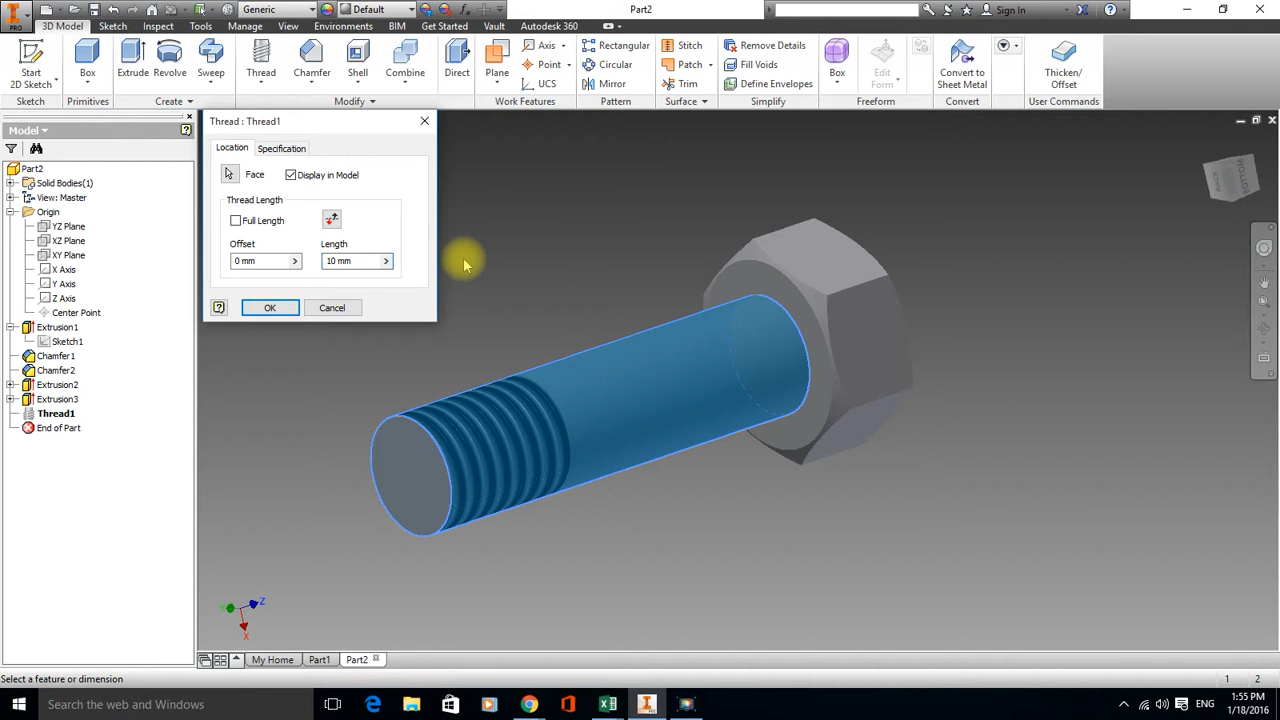 PRO
Generic
Default
Part2
Sign In
3D Model
Sketch
Inspect
Tools
Manage
View
Environments
BIM
Get Started
Vault
Autodesk 360
Start
2D Sketch
Box
Extrude
Revolve
Sweep
Thread
Chamfer
Shell
Combine
Direct
Plane
Axis
Point
UCS
Rectangular
Circular
Mirror
Stitch
Patch
Trim
Remove Details
Fill Voids
Define Envelopes
Box
Edit
Form
Convert to
Sheet Metal
Thicken/
Offset
Sketch
Primitives
Create
Modify
Work Features
Pattern
Surface
Simplify
Freeform
Convert
User Commands
Model
Part2
Solid Bodies(1)
View: Master
Origin
YZ Plane
XZ Plane
XY Plane
X Axis
Y Axis
Z Axis
Center Point
Extrusion1
Sketch1
Chamfer1
Chamfer2
Extrusion2
Extrusion3
Thread1
End of Part
Thread : Thread1
Location
Specification
Face
Display in Model
Thread Length
Full Length
Offset
Length
0 mm
10 mm
OK
Cancel
BOTTOM
Z
X
My Home
Part1
Part2
Select a feature or dimension
1
2
Search the web and Windows
ENG
1:55 PM
1/18/2016